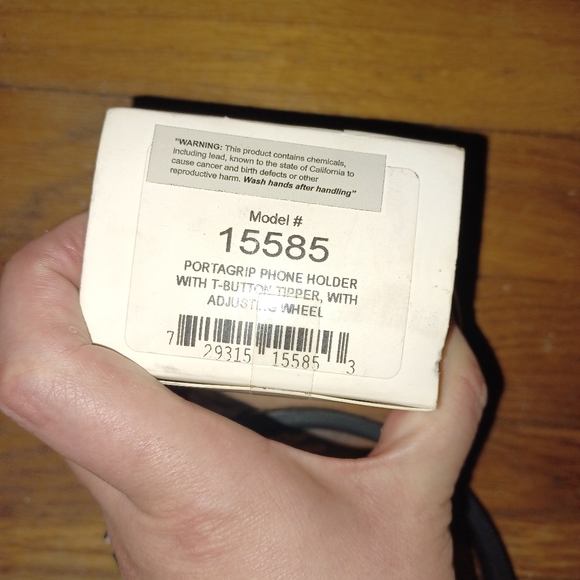 "WARNING: This product contains chemicals,
including lead, known to the state of California to
cause cancer and birth defects or other
reproductive harm. Wash hands after handling"
Model #
15585
PORTAGRIP PHONE HOLDER
WITH T-BUTTON TIPPER, WITH
ADJUSTING WHEEL
7 29315 15585 3